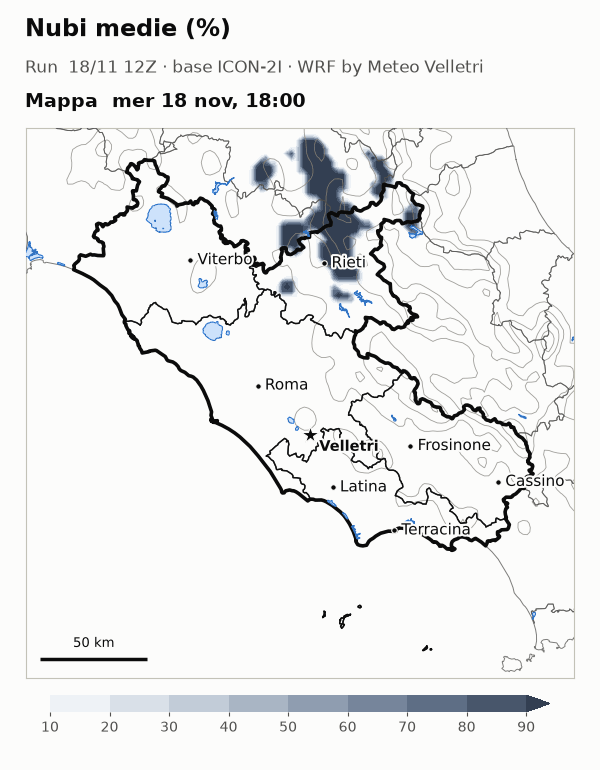 Nubi medie (%)
Run  18/11 12Z · base ICON-2I · WRF by Meteo Velletri
Mappa  mer 18 nov, 18:00
Viterbo
Rieti
Roma
Velletri
Frosinone
Latina
Cassino
Terracina
50 km
10 20 30 40 50 60 70 80 90